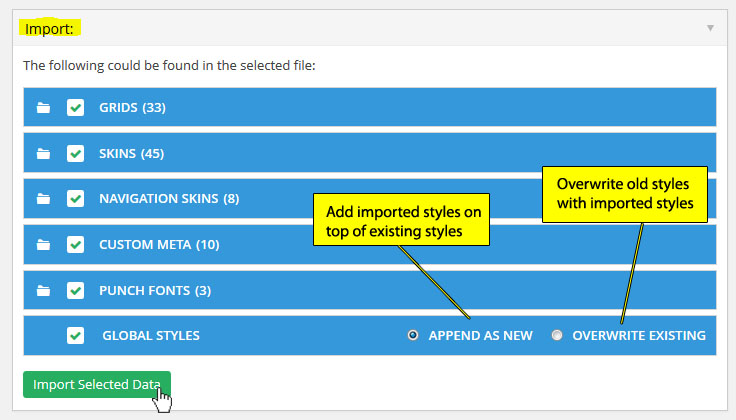 Import:
The following could be found in the selected file:
GRIDS (33)
SKINS (45)
NAVIGATION SKINS (8)
Overwrite old styles
with imported styles
Add imported styles on
top of existing styles
CUSTOM META (10)
PUNCH FONTS (3)
GLOBAL STYLES APPEND AS NEW OVERWRITE EXISTING
Import Selected Data